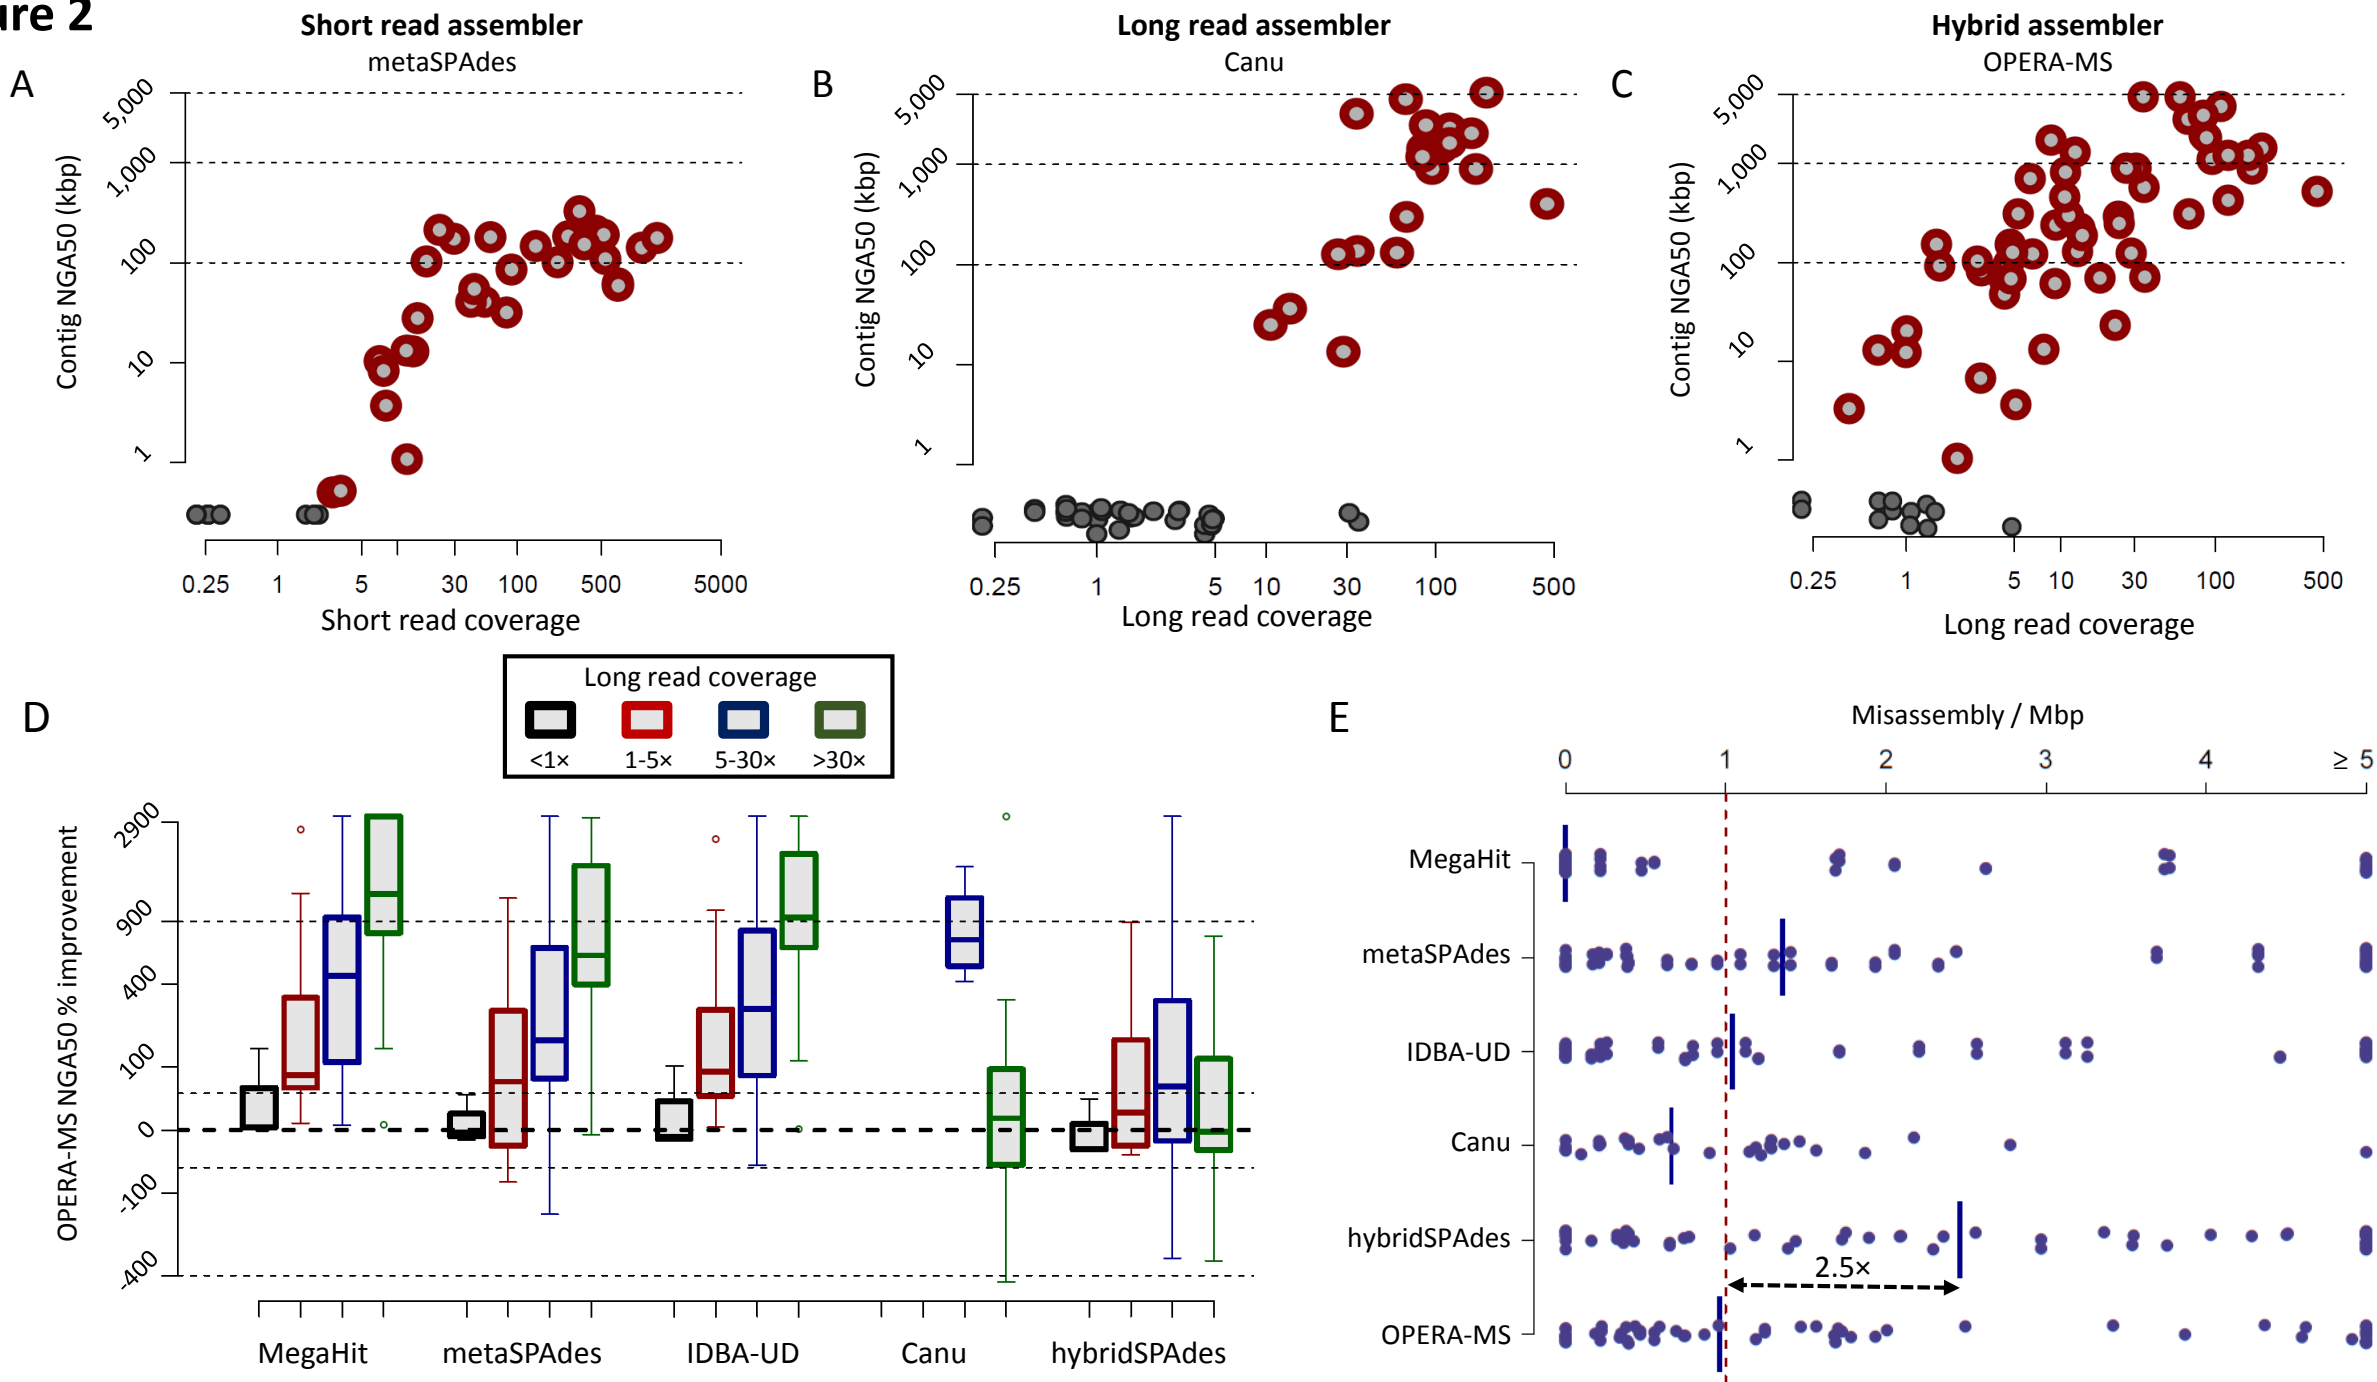 ure 2
Short read assembler
metaSPAdes
Long read assembler
Canu
Hybrid assembler
OPERA-MS
A
Contig NGA50 (kbp)
5,000
1,000
100
10
1
0.25 1 5 30 100 500 5000
Short read coverage
B
Contig NGA50 (kbp)
5,000
1,000
100
10
1
0.25 1 5 10 30 100 500
Long read coverage
C
Contig NGA50 (kbp)
5,000
1,000
100
10
1
0.25 1 5 10 30 100 500
Long read coverage
D
Long read coverage
<1× 1-5× 5-30× >30×
OPERA-MS NGA50 % improvement
2900
900
400
100
0
-100
-400
MegaHit metaSPAdes IDBA-UD Canu hybridSPAdes
E
Misassembly / Mbp
0 1 2 3 4 ≥ 5
MegaHit
metaSPAdes
IDBA-UD
Canu
hybridSPAdes
2.5×
OPERA-MS